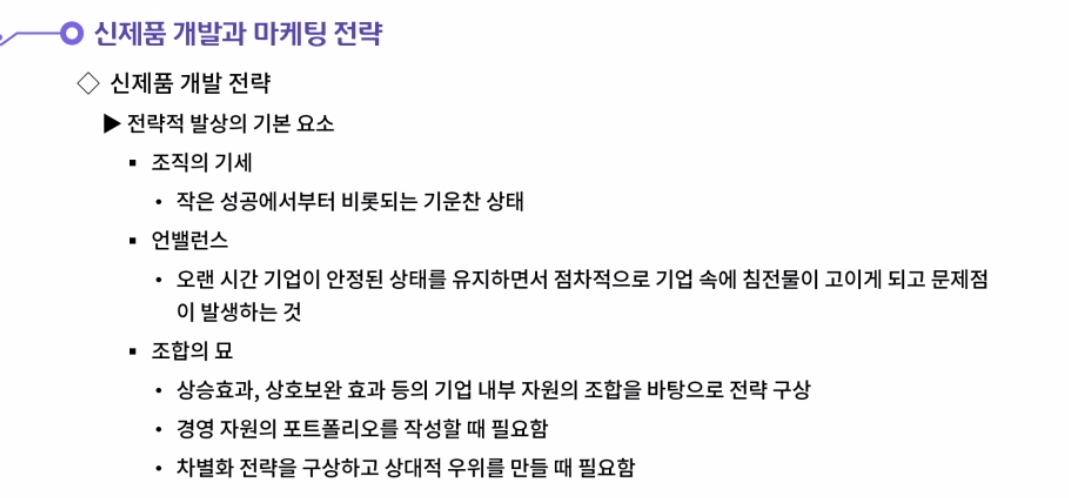 신제품 개발과 마케팅 전략
◇ 신제품 개발 전략
▶ 전략적 발상의 기본 요소
▪ 조직의 기세
• 작은 성공에서부터 비롯되는 기운찬 상태
▪ 언밸런스
• 오랜 시간 기업이 안정된 상태를 유지하면서 점차적으로 기업 속에 침전물이 고이게 되고 문제점
이 발생하는 것
▪ 조합의 묘
• 상승효과, 상호보완 효과 등의 기업 내부 자원의 조합을 바탕으로 전략 구상
• 경영 자원의 포트폴리오를 작성할 때 필요함
• 차별화 전략을 구상하고 상대적 우위를 만들 때 필요함